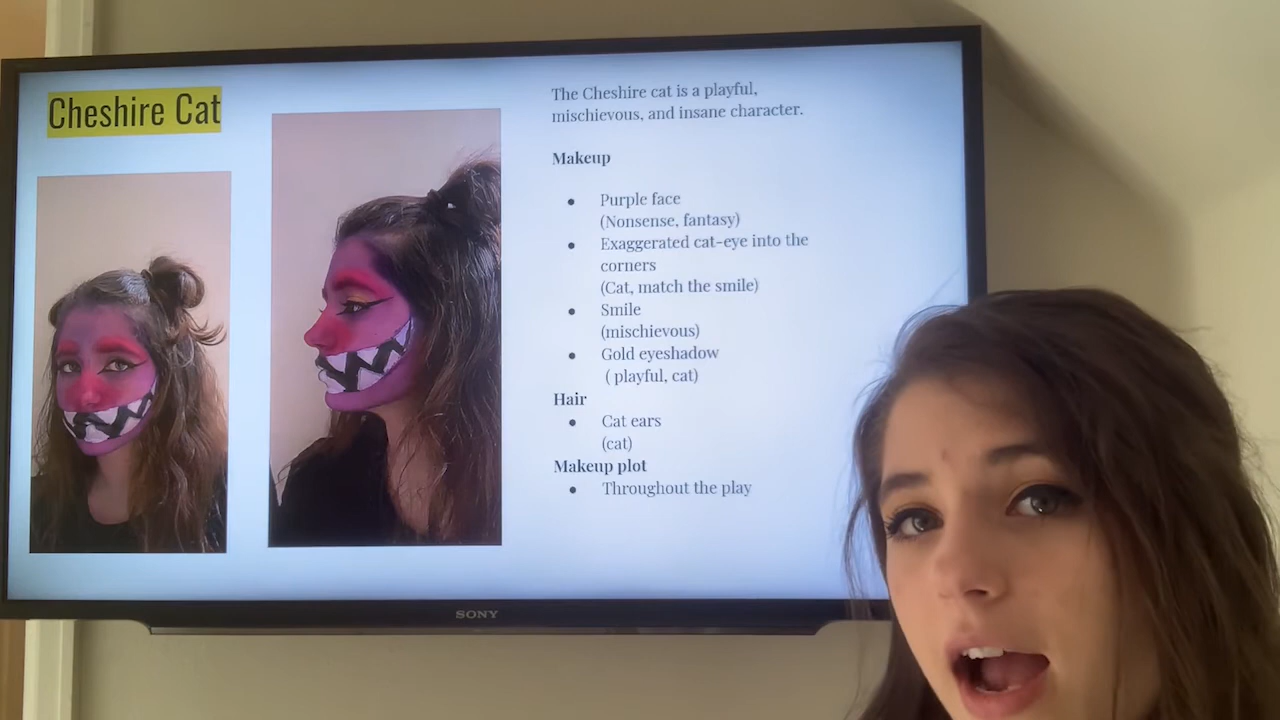 Cheshire Cat
The Cheshire cat is a playful,
mischievous, and insane character.
Makeup
Purple face
(Nonsense, fantasy)
Exaggerated cat-eye into the
corners
(Cat, match the smile)
Smile
(mischievous)
Gold eyeshadow
( playful, cat)
Hair
Cat ears
(cat)
Makeup plot
Throughout the play
SONY